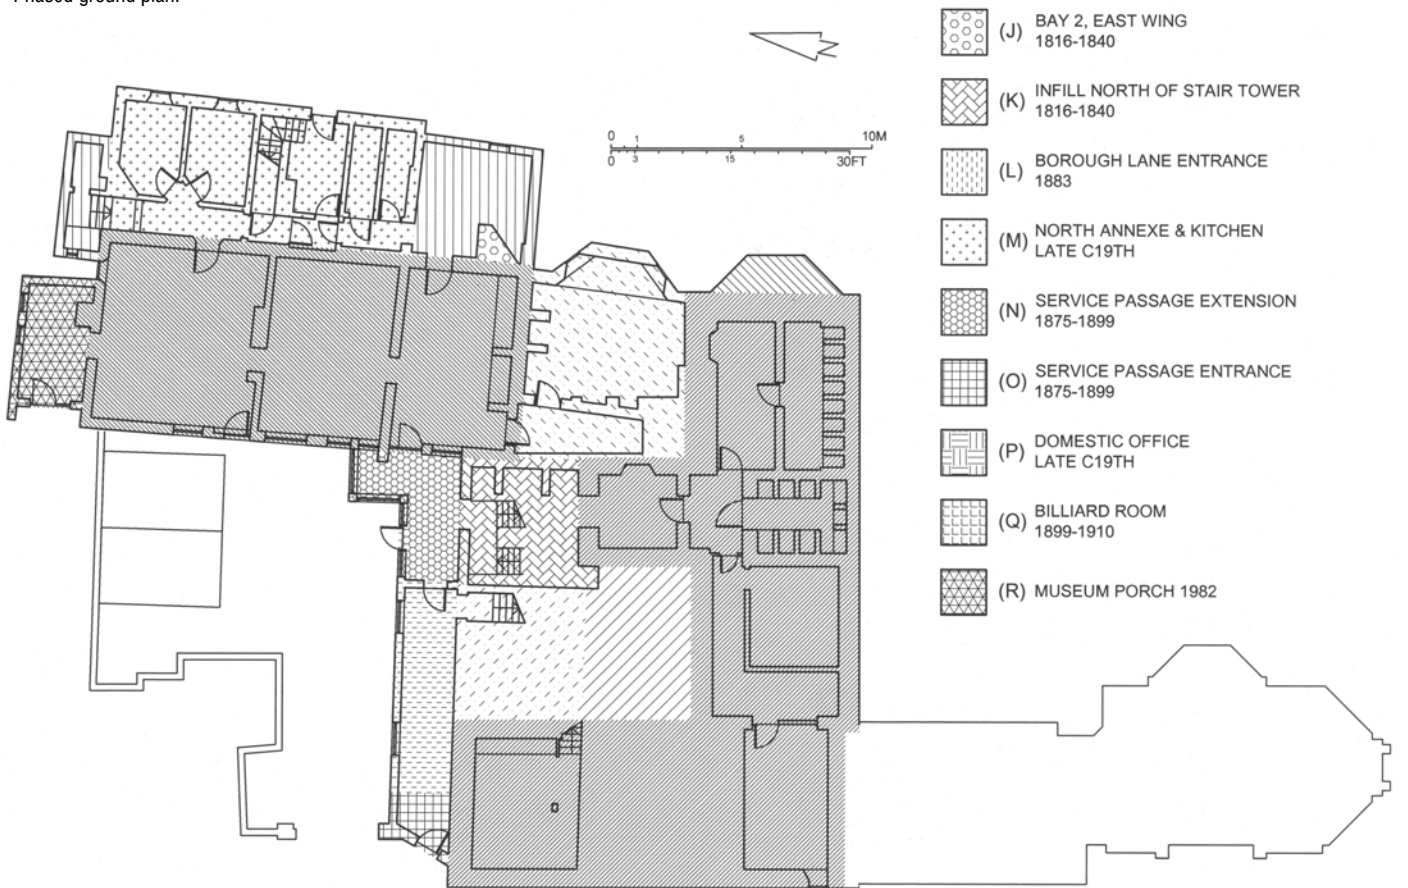 Phased ground plan.
(J) BAY 2, EAST WING
1816-1840
(K) INFILL NORTH OF STAIR TOWER
1816-1840
(L) BOROUGH LANE ENTRANCE
1883
(M) NORTH ANNEXE & KITCHEN
LATE C19TH
(N) SERVICE PASSAGE EXTENSION
1875-1899
(O) SERVICE PASSAGE ENTRANCE
1875-1899
(P) DOMESTIC OFFICE
LATE C19TH
(Q) BILLIARD ROOM
1899-1910
(R) MUSEUM PORCH 1982
0 1 5 10M
0 3 15 30FT